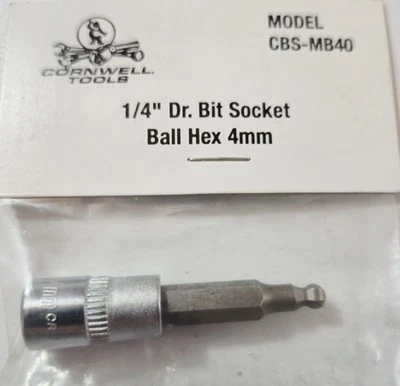 MODEL
CBS-MB40
CORNWELL
TOOLS
1/4" Dr. Bit Socket
Ball Hex 4mm